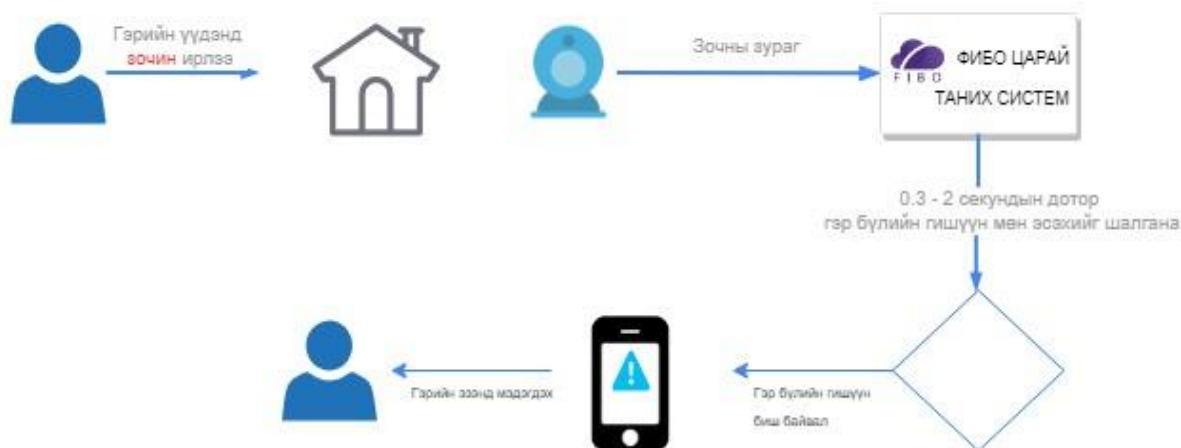 Гэрийн үүдэнд
зочин ирлээ
Зочны зураг
FIBO
ФИБО ЦАРАЙ
ТАНИХ СИСТЕМ
0.3 - 2 секундын дотор
гэр бүлийн гишүүн мөн эсэхийг шалгана
Гэрийн эзэнд мэдэгдэх
Гэр бүлийн гишүүн
биш байвал